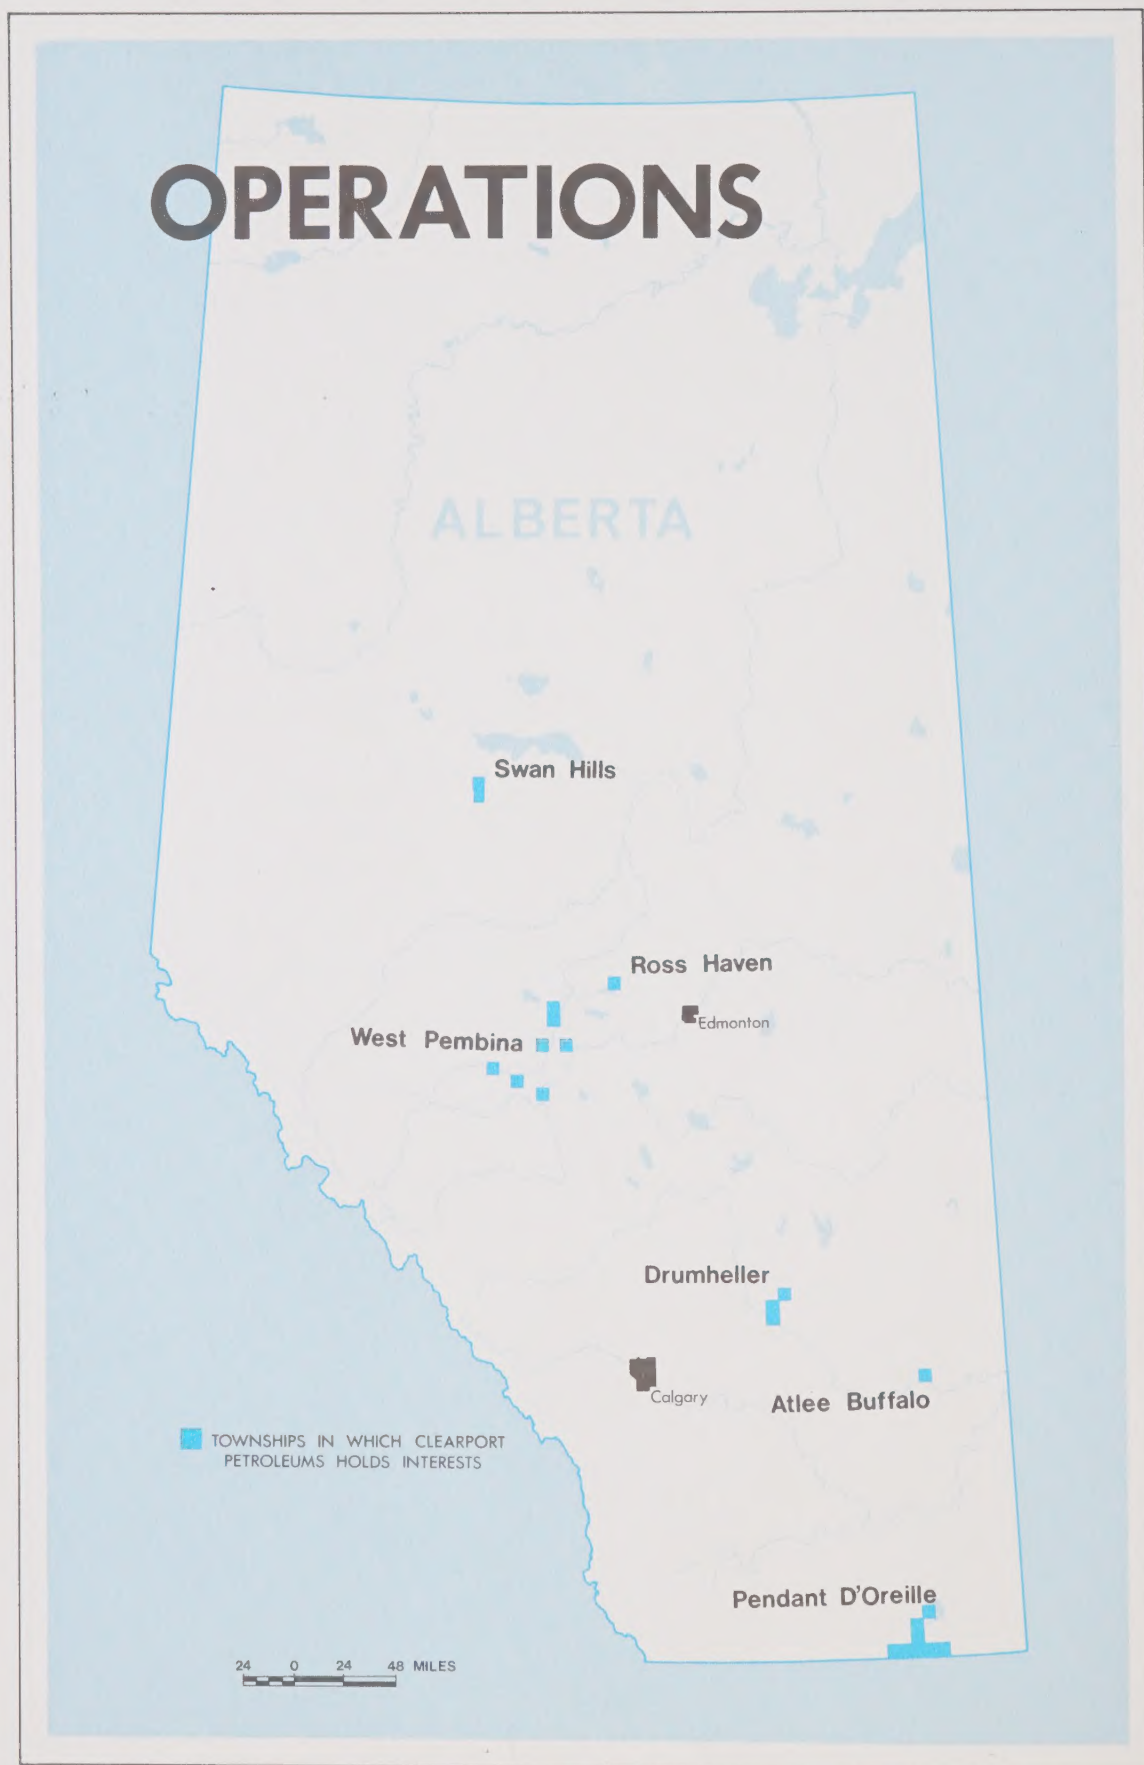 OPERATIONS
ALBERTA
Swan Hills
Ross Haven
Edmonton
West Pembina
Drumheller
Calgary
Atlee Buffalo
TOWNSHIPS IN WHICH CLEARPORT
PETROLEUMS HOLDS INTERESTS
Pendant D'Oreille
24 0 24 48 MILES